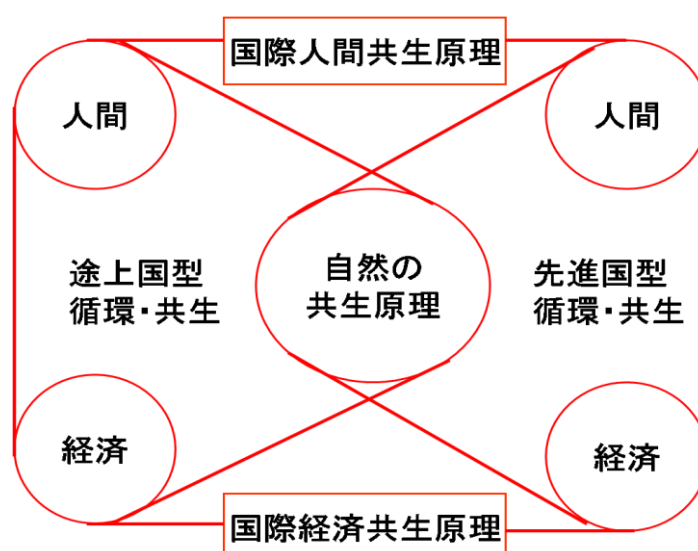 国際人間共生原理
人間
人間
自然の
共生原理
途上国型
循環・共生
先進国型
循環・共生
経済
経済
国際経済共生原理